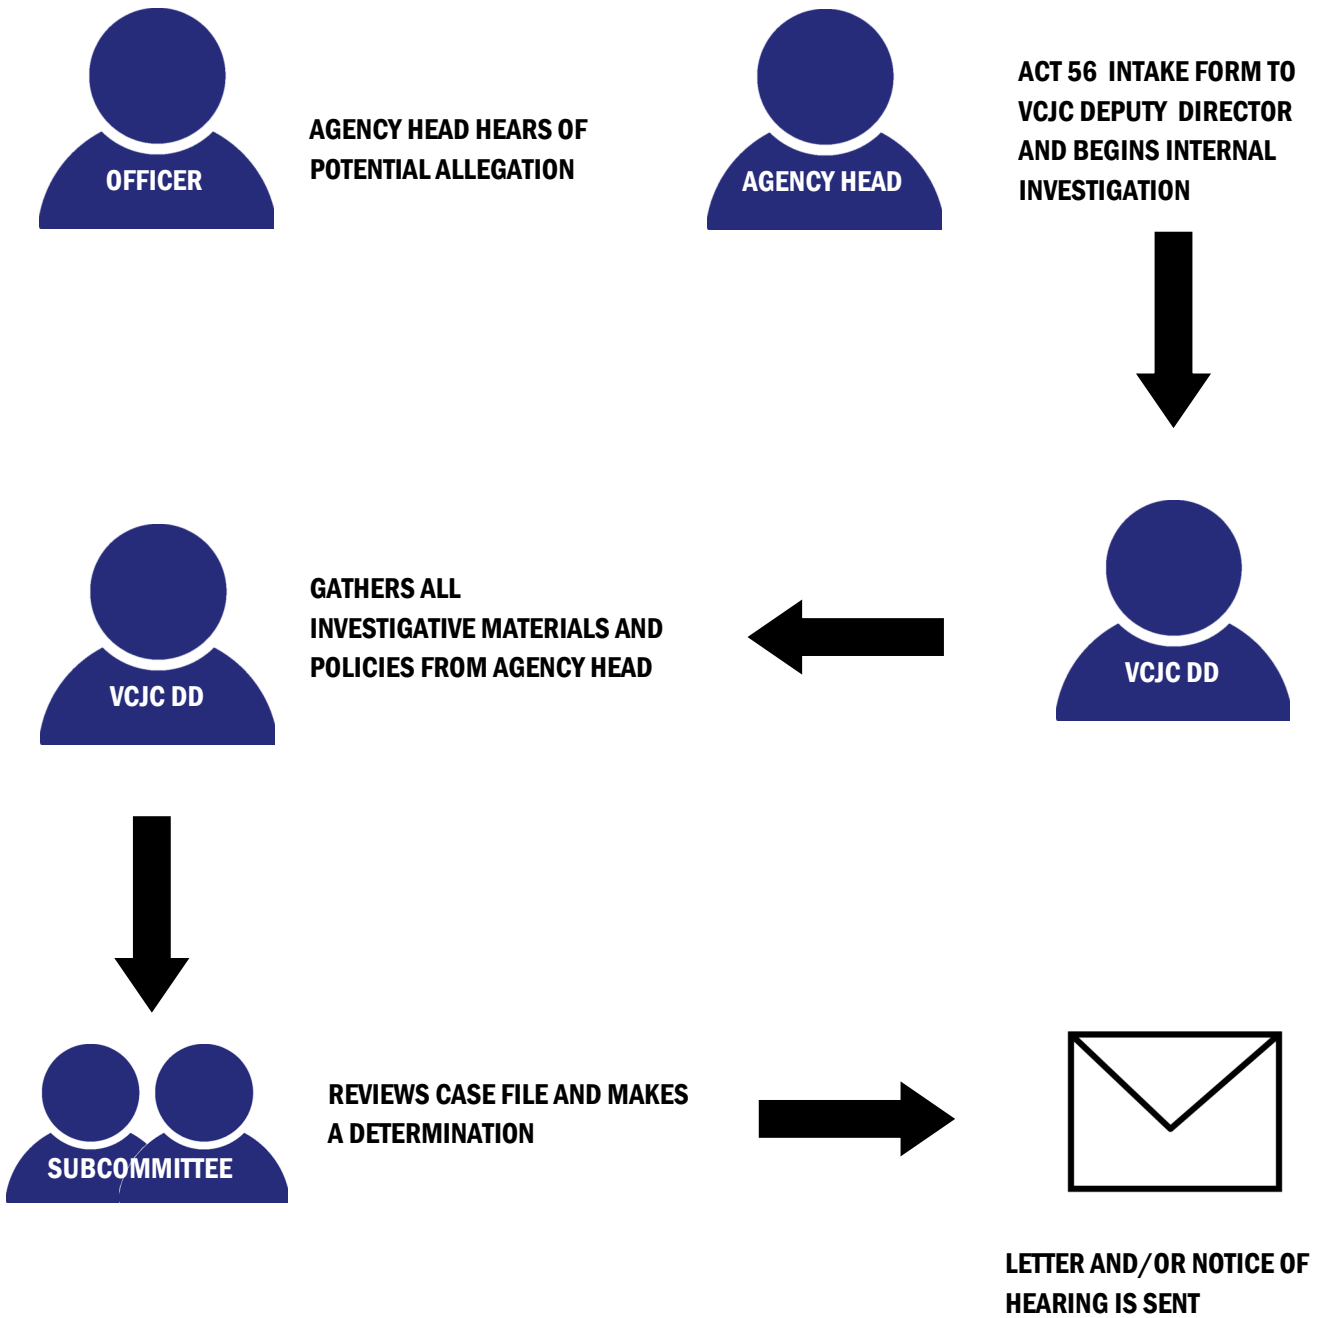 OFFICER
AGENCY HEAD HEARS OF
POTENTIAL ALLEGATION
AGENCY HEAD
ACT 56 INTAKE FORM TO
VCJC DEPUTY DIRECTOR
AND BEGINS INTERNAL
INVESTIGATION
VCJC DD
GATHERS ALL
INVESTIGATIVE MATERIALS AND
POLICIES FROM AGENCY HEAD
VCJC DD
SUBCOMMITTEE
REVIEWS CASE FILE AND MAKES
A DETERMINATION
LETTER AND/OR NOTICE OF
HEARING IS SENT